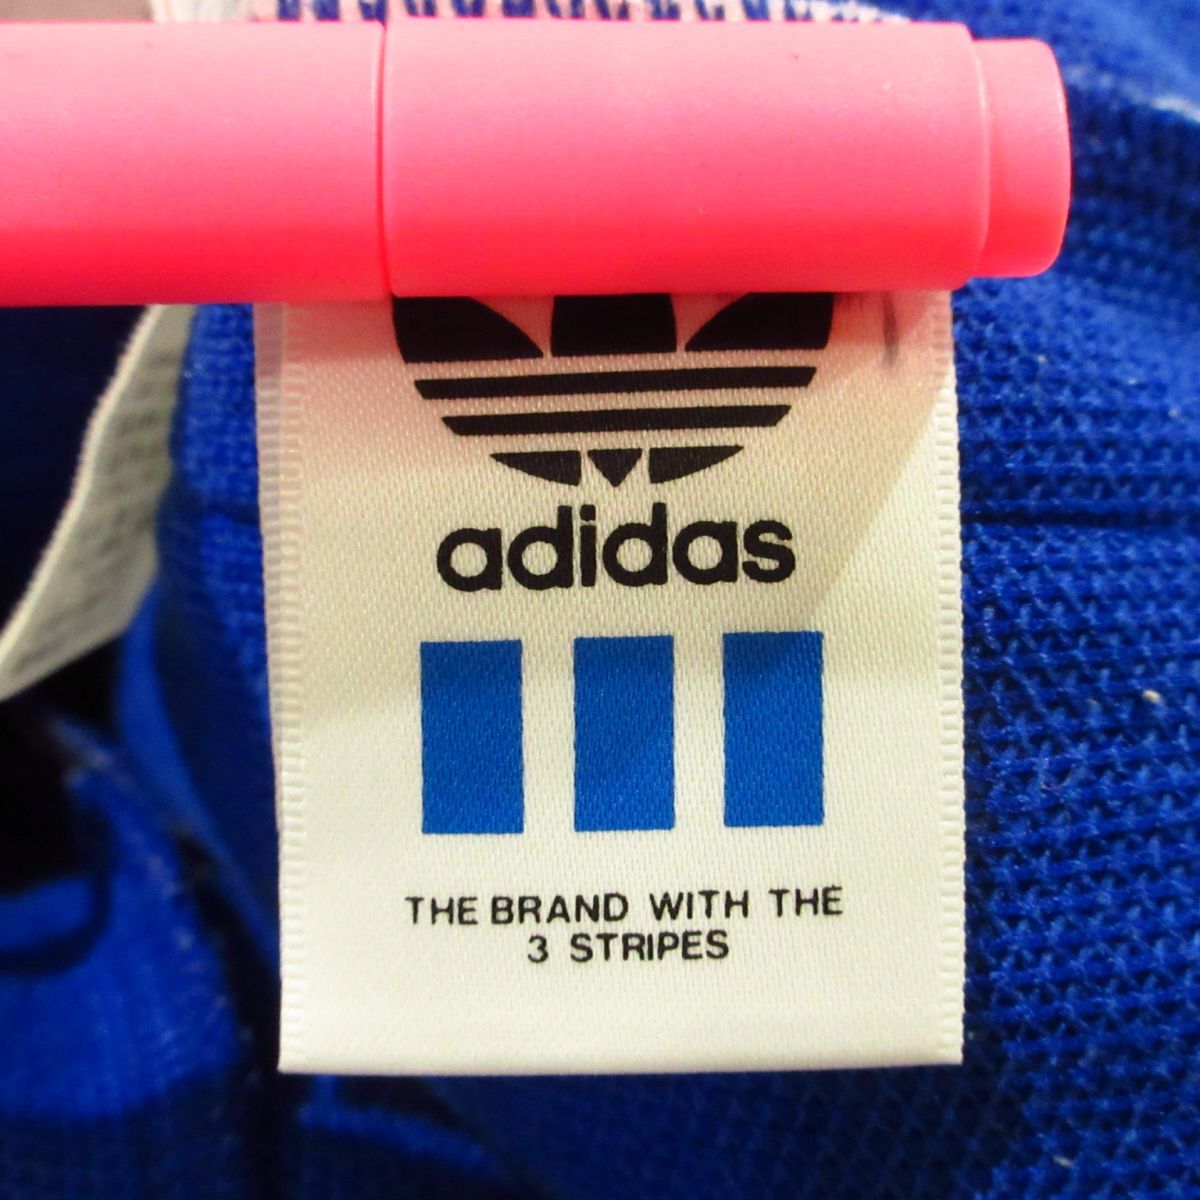 adidas
THE BRAND WITH THE
3 STRIPES